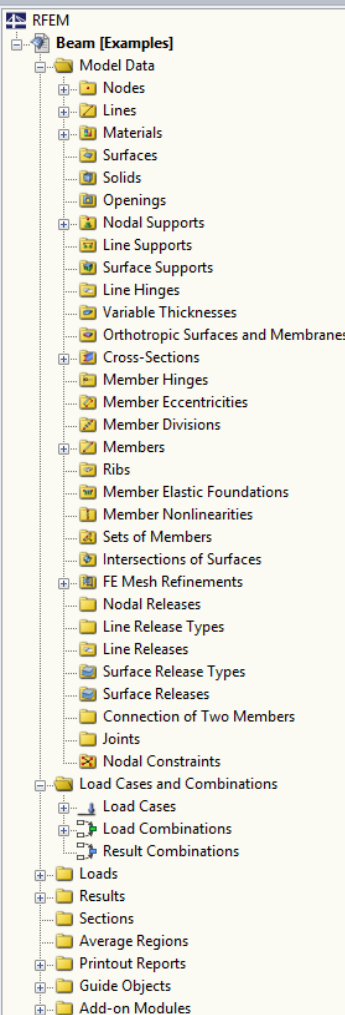 RFEM
Beam [Examples]
Model Data
Nodes
Lines
Materials
Surfaces
Solids
Openings
Nodal Supports
Line Supports
Surface Supports
Line Hinges
Variable Thicknesses
Orthotropic Surfaces and Membranes
Cross-Sections
Member Hinges
Member Eccentricities
Member Divisions
Members
Ribs
Member Elastic Foundations
Member Nonlinearities
Sets of Members
Intersections of Surfaces
FE Mesh Refinements
Nodal Releases
Line Release Types
Line Releases
Surface Release Types
Surface Releases
Connection of Two Members
Joints
Nodal Constraints
Load Cases and Combinations
Load Cases
Load Combinations
Result Combinations
Loads
Results
Sections
Average Regions
Printout Reports
Guide Objects
Add-on Modules